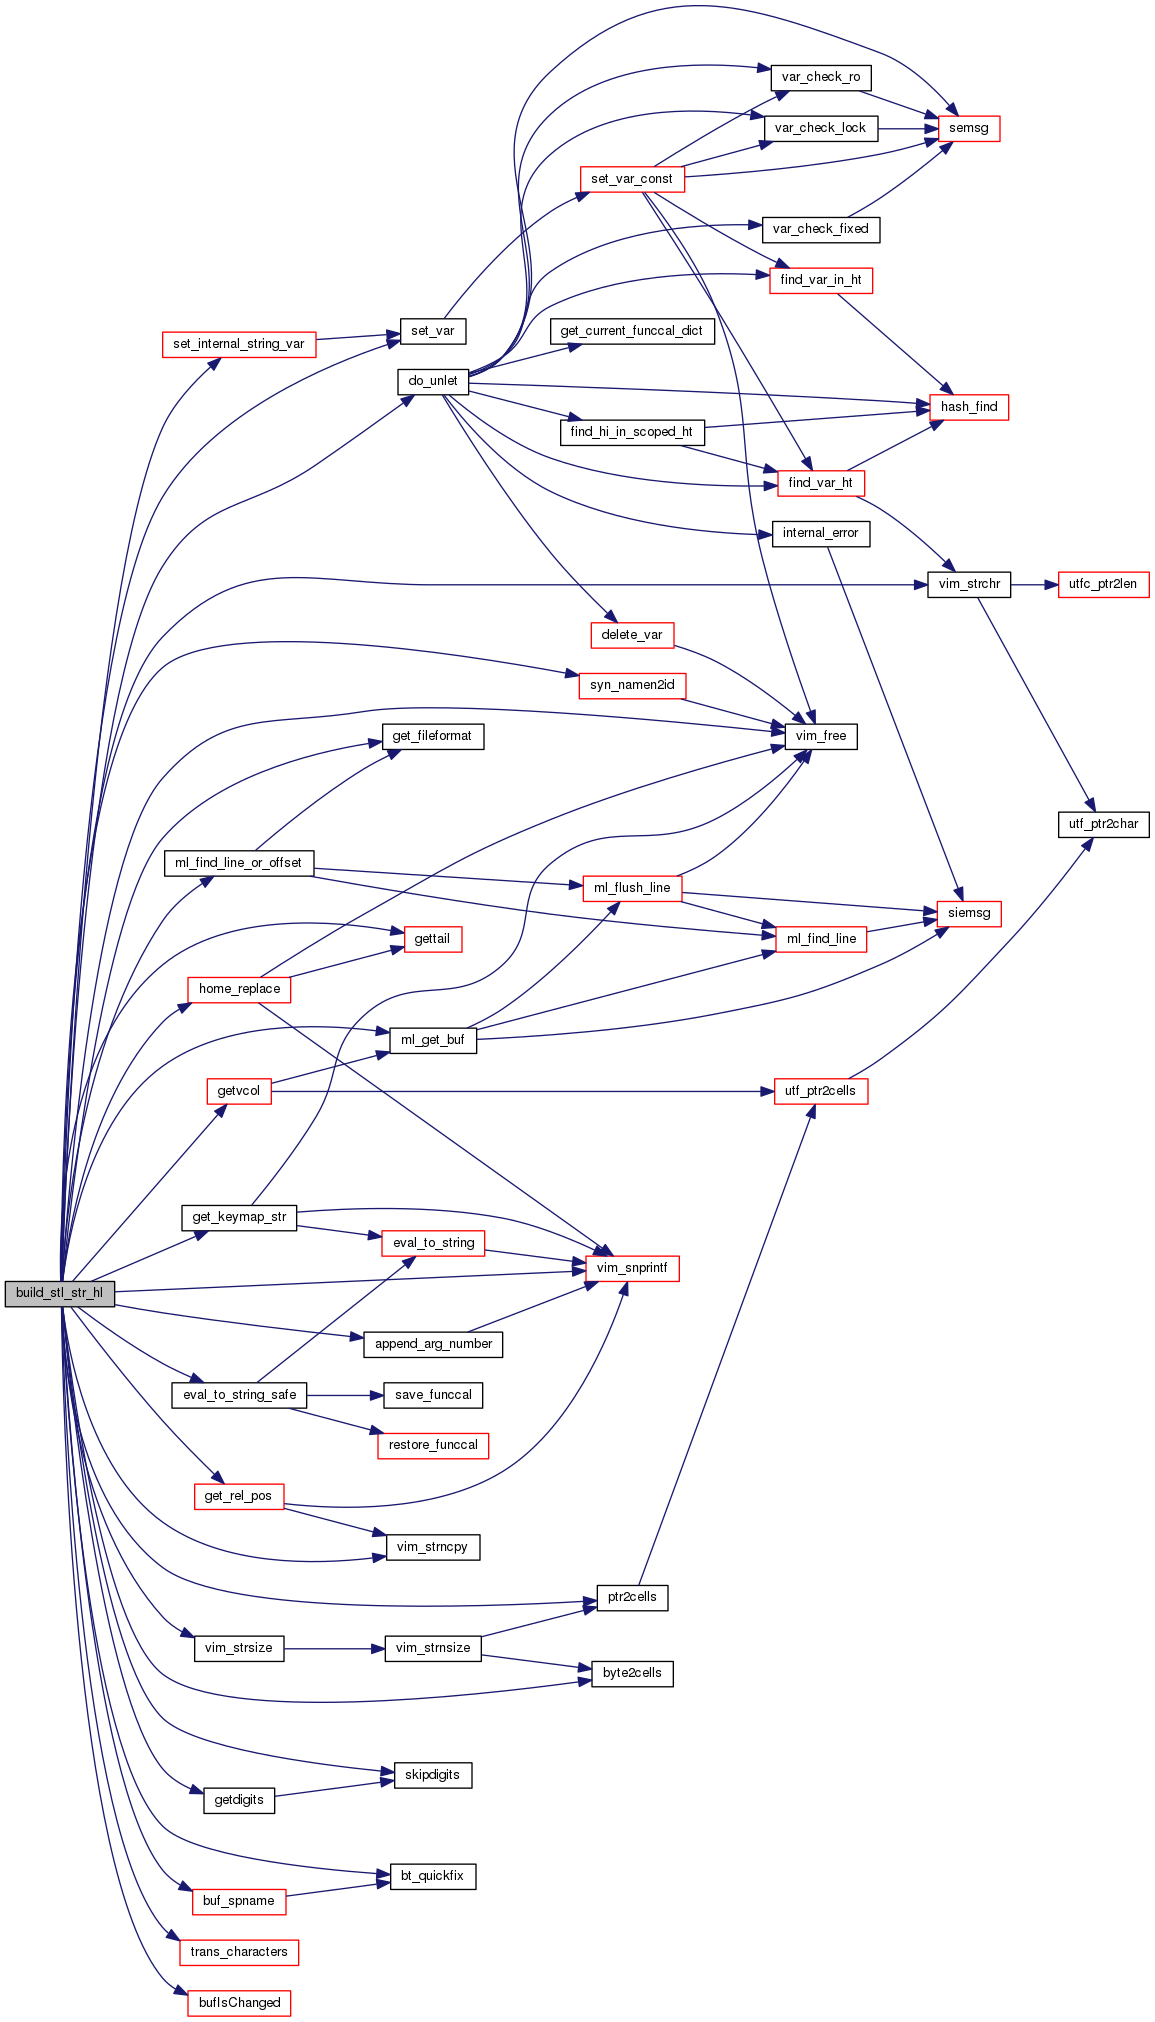 var_check_ro
var_check_lock
semsg
set_var_const
var_check_fixed
find_var_in_ht
set_var
get_current_funccal_dict
set_internal_string_var
do_unlet
hash_find
find_hi_in_scoped_ht
find_var_ht
internal_error
vim_strchr
utfc_ptr2len
delete_var
syn_namen2id
get_fileformat
vim_free
utf_ptr2char
ml_find_line_or_offset
ml_flush_line
siemsg
gettail
ml_find_line
home_replace
ml_get_buf
getvcol
utf_ptr2cells
get_keymap_str
eval_to_string
vim_snprintf
build_stl_str_hl
append_arg_number
eval_to_string_safe
save_funccal
restore_funccal
get_rel_pos
vim_strncpy
ptr2cells
vim_strsize
vim_strnsize
byte2cells
skipdigits
getdigits
bt_quickfix
buf_spname
trans_characters
bufIsChanged